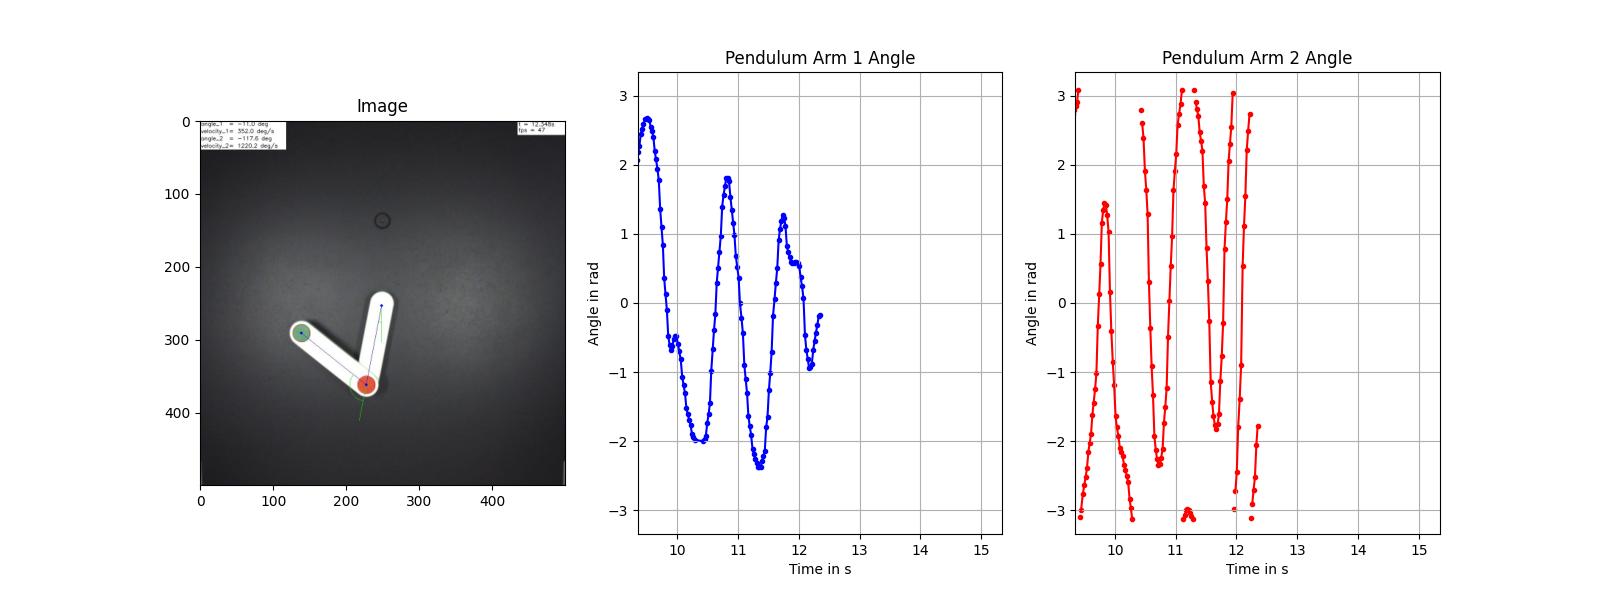 Image
angle_1 = -11.0 deg
velocity_1= 352.0 deg/s
angle_2 = -117.6 deg
velocity_2= 1220.2 deg/s
t = 12.348s
fps = 47
0
100
200
300
400
0 100 200 300 400
Pendulum Arm 1 Angle
Angle in rad
3
2
1
0
−1
−2
−3
10 11 12 13 14 15
Time in s
Pendulum Arm 2 Angle
Angle in rad
3
2
1
0
−1
−2
−3
10 11 12 13 14 15
Time in s